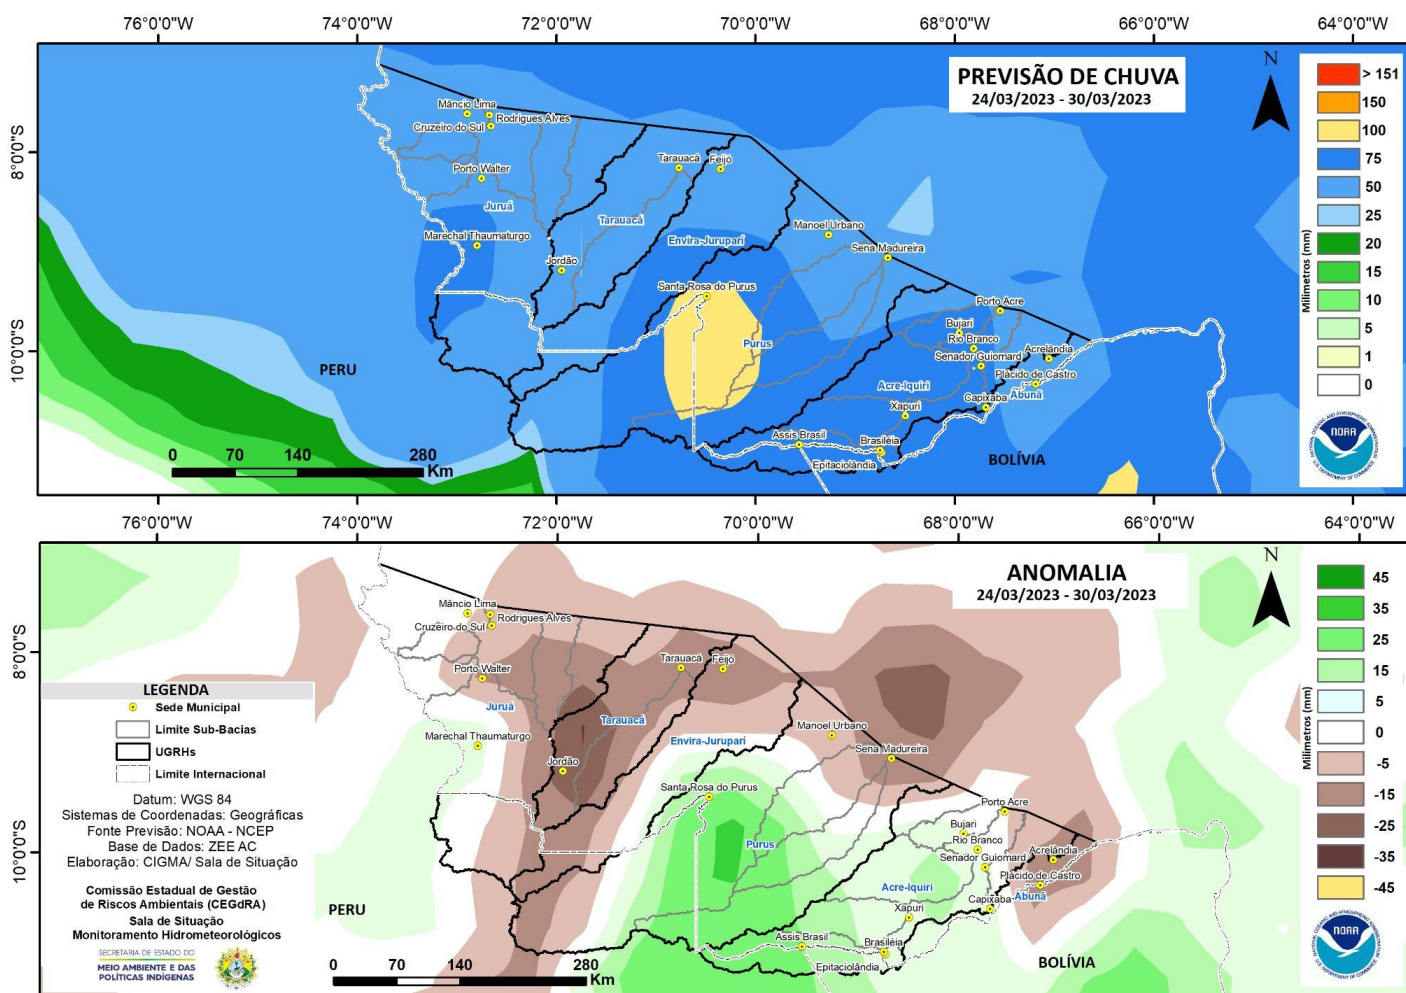 76°0'0"W 74°0'0"W 72°0'0"W 70°0'0"W 68°0'0"W 66°0'0"W 64°0'0"W
PREVISÃO DE CHUVA
24/03/2023 - 30/03/2023
N
> 151
150
100
75
50
25
20
15
10
5
1
0
Milímetros (mm)
NOAA
8°0'0"S
10°0'0"S
Mâncio Lima
Rodrigues Alves
Cruzeiro do Sul
Porto Walter
Juruá
Marechal Thaumaturgo
Jordão
Tarauacá
Feijó
Tarauacá
Envira-Jurupari
Manoel Urbano
Sena Madureira
Santa Rosa do Purus
Purus
Porto Acre
Bujari
Rio Branco
Senador Guiomard
Acrelândia
Plácido de Castro
Acre-Iquiri
Abunã
Capixaba
Xapuri
Assis Brasil
Brasiléia
Epitaciolândia
PERU
BOLÍVIA
0 70 140 280
Km
76°0'0"W 74°0'0"W 72°0'0"W 70°0'0"W 68°0'0"W 66°0'0"W 64°0'0"W
ANOMALIA
24/03/2023 - 30/03/2023
N
45
35
25
15
5
0
-5
-15
-25
-35
-45
Milímetros (mm)
NOAA
8°0'0"S
10°0'0"S
Mâncio Lima
Rodrigues Alves
Cruzeiro do Sul
Porto Walter
Juruá
Marechal Thaumaturgo
Jordão
Tarauacá
Feijó
Tarauacá
Envira-Jurupari
Manoel Urbano
Sena Madureira
Santa Rosa do Purus
Purus
Porto Acre
Bujari
Rio Branco
Senador Guiomard
Acrelândia
Plácido de Castro
Acre-Iquiri
Abunã
Capixaba
Xapuri
Assis Brasil
Brasiléia
Epitaciolândia
PERU
BOLÍVIA
0 70 140 280
Km
LEGENDA
Sede Municipal
Limite Sub-Bacias
UGRHs
Limite Internacional
Datum: WGS 84
Sistemas de Coordenadas: Geográficas
Fonte Previsão: NOAA - NCEP
Base de Dados: ZEE AC
Elaboração: CIGMA/ Sala de Situação
Comissão Estadual de Gestão
de Riscos Ambientais (CEGdRA)
Sala de Situação
Monitoramento Hidrometeorológicos
SECRETARIA DE ESTADO DO
MEIO AMBIENTE E DAS
POLÍTICAS INDÍGENAS